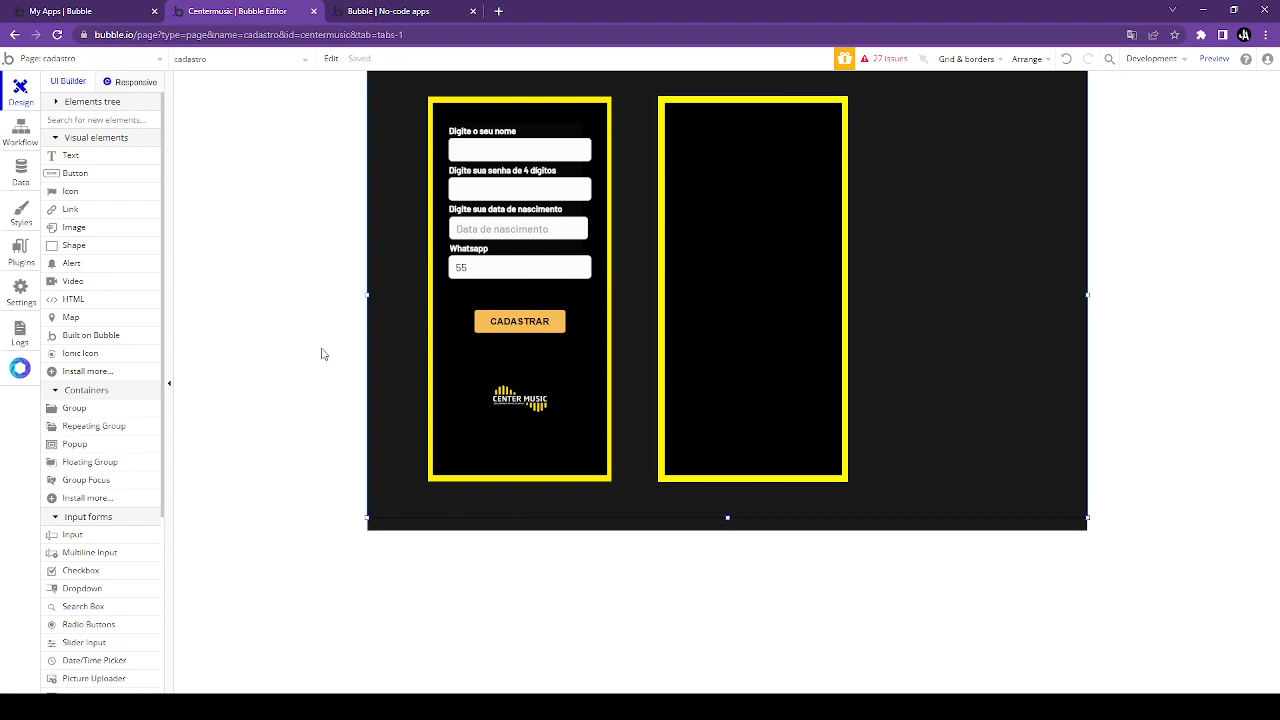 My Apps | Bubble
Centermusic | Bubble Editor
Bubble | No-code apps
bubble.io/page?type=page&name=cadastro&id=centermusic&tab=tabs-1
Page: cadastro
cadastro
Edit
Saved
27 issues
Grid & borders
Arrange
Development
Preview
Design
Workflow
Data
Styles
Plugins
Settings
Logs
UI Builder
Responsive
Elements tree
Search for new elements...
Visual elements
Text
CLICK
Button
Icon
Link
Image
Shape
Alert
Video
HTML
Map
Built on Bubble
Ionic Icon
Install more...
Containers
Group
Repeating Group
Popup
Floating Group
Group Focus
Install more...
Input forms
Input
Multiline Input
Checkbox
Dropdown
Search Box
Radio Buttons
Slider Input
Date/Time Picker
Picture Uploader
Digite o seu nome
Digite sua senha de 4 dígitos
Digite sua data de nascimento
Data de nascimento
Whatsapp
55
CADASTRAR
CENTER MUSIC